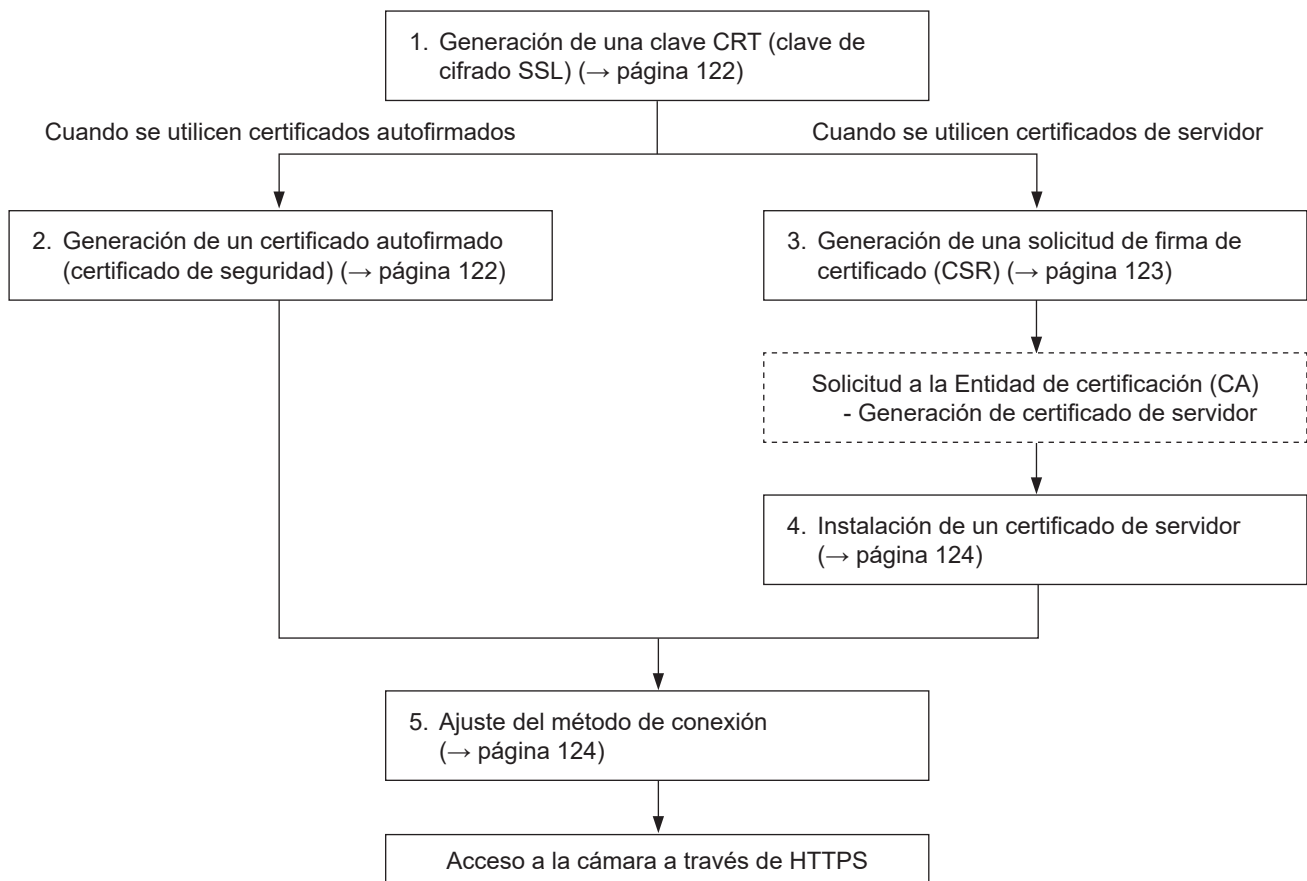 1. Generación de una clave CRT (clave de
cifrado SSL) (→ página 122)
Cuando se utilicen certificados autofirmados
Cuando se utilicen certificados de servidor
2. Generación de un certificado autofirmado
(certificado de seguridad) (→ página 122)
3. Generación de una solicitud de firma de
certificado (CSR) (→ página 123)
Solicitud a la Entidad de certificación (CA)
- Generación de certificado de servidor
4. Instalación de un certificado de servidor
(→ página 124)
5. Ajuste del método de conexión
(→ página 124)
Acceso a la cámara a través de HTTPS